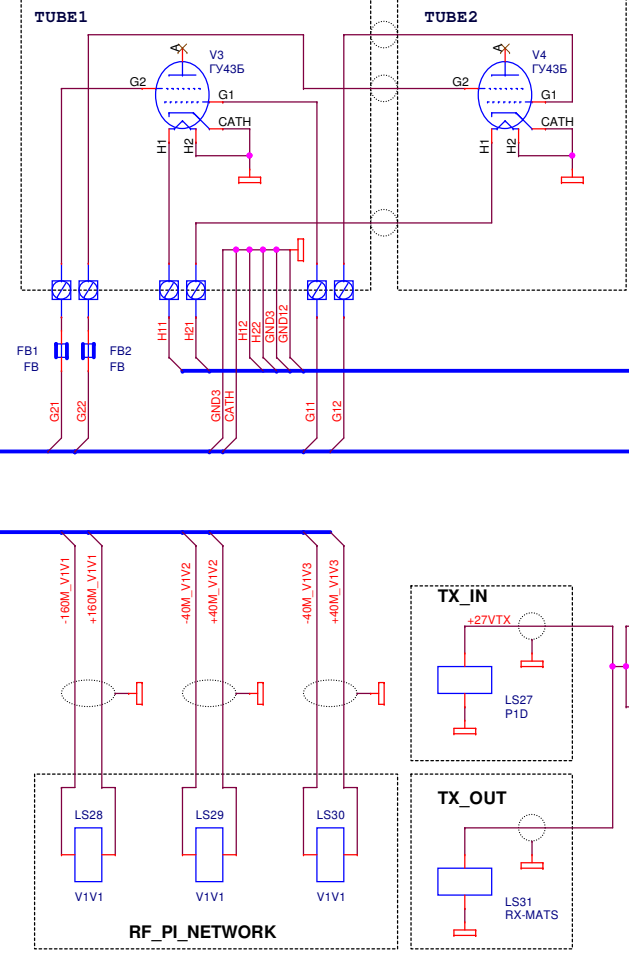 TUBE1
TUBE2
A
V3
ГУ43Б
G2
G1
CATH
H1
H2
A
V4
ГУ43Б
G2
G1
CATH
H1
H2
FB1
FB
FB2
FB
H11
H21
H12
H22
GND3
GND12
G21
G22
GND3
CATH
G11
G12
-160M_V1V1
+160M_V1V1
-40M_V1V2
+40M_V1V2
-40M_V1V3
+40M_V1V3
TX_IN
+27VTX
LS27
P1D
TX_OUT
LS31
RX-MATS
LS28
V1V1
LS29
V1V1
LS30
V1V1
RF_PI_NETWORK